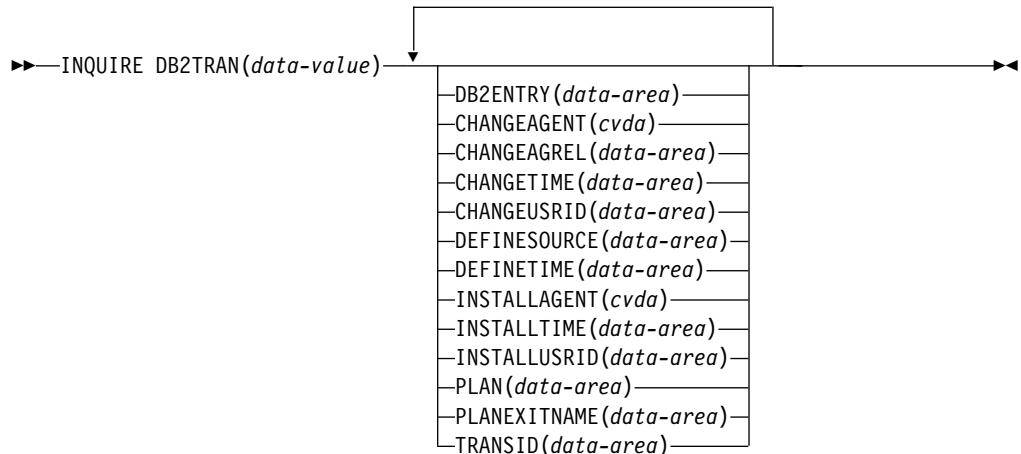 INQUIRE DB2TRAN(data-value)
DB2ENTRY(data-area)
CHANGEAGENT(cvda)
CHANGEAGREL(data-area)
CHANGETIME(data-area)
CHANGEUSRID(data-area)
DEFINESOURCE(data-area)
DEFINETIME(data-area)
INSTALLAGENT(cvda)
INSTALLTIME(data-area)
INSTALLUSRID(data-area)
PLAN(data-area)
PLANEXITNAME(data-area)
TRANSID(data-area)